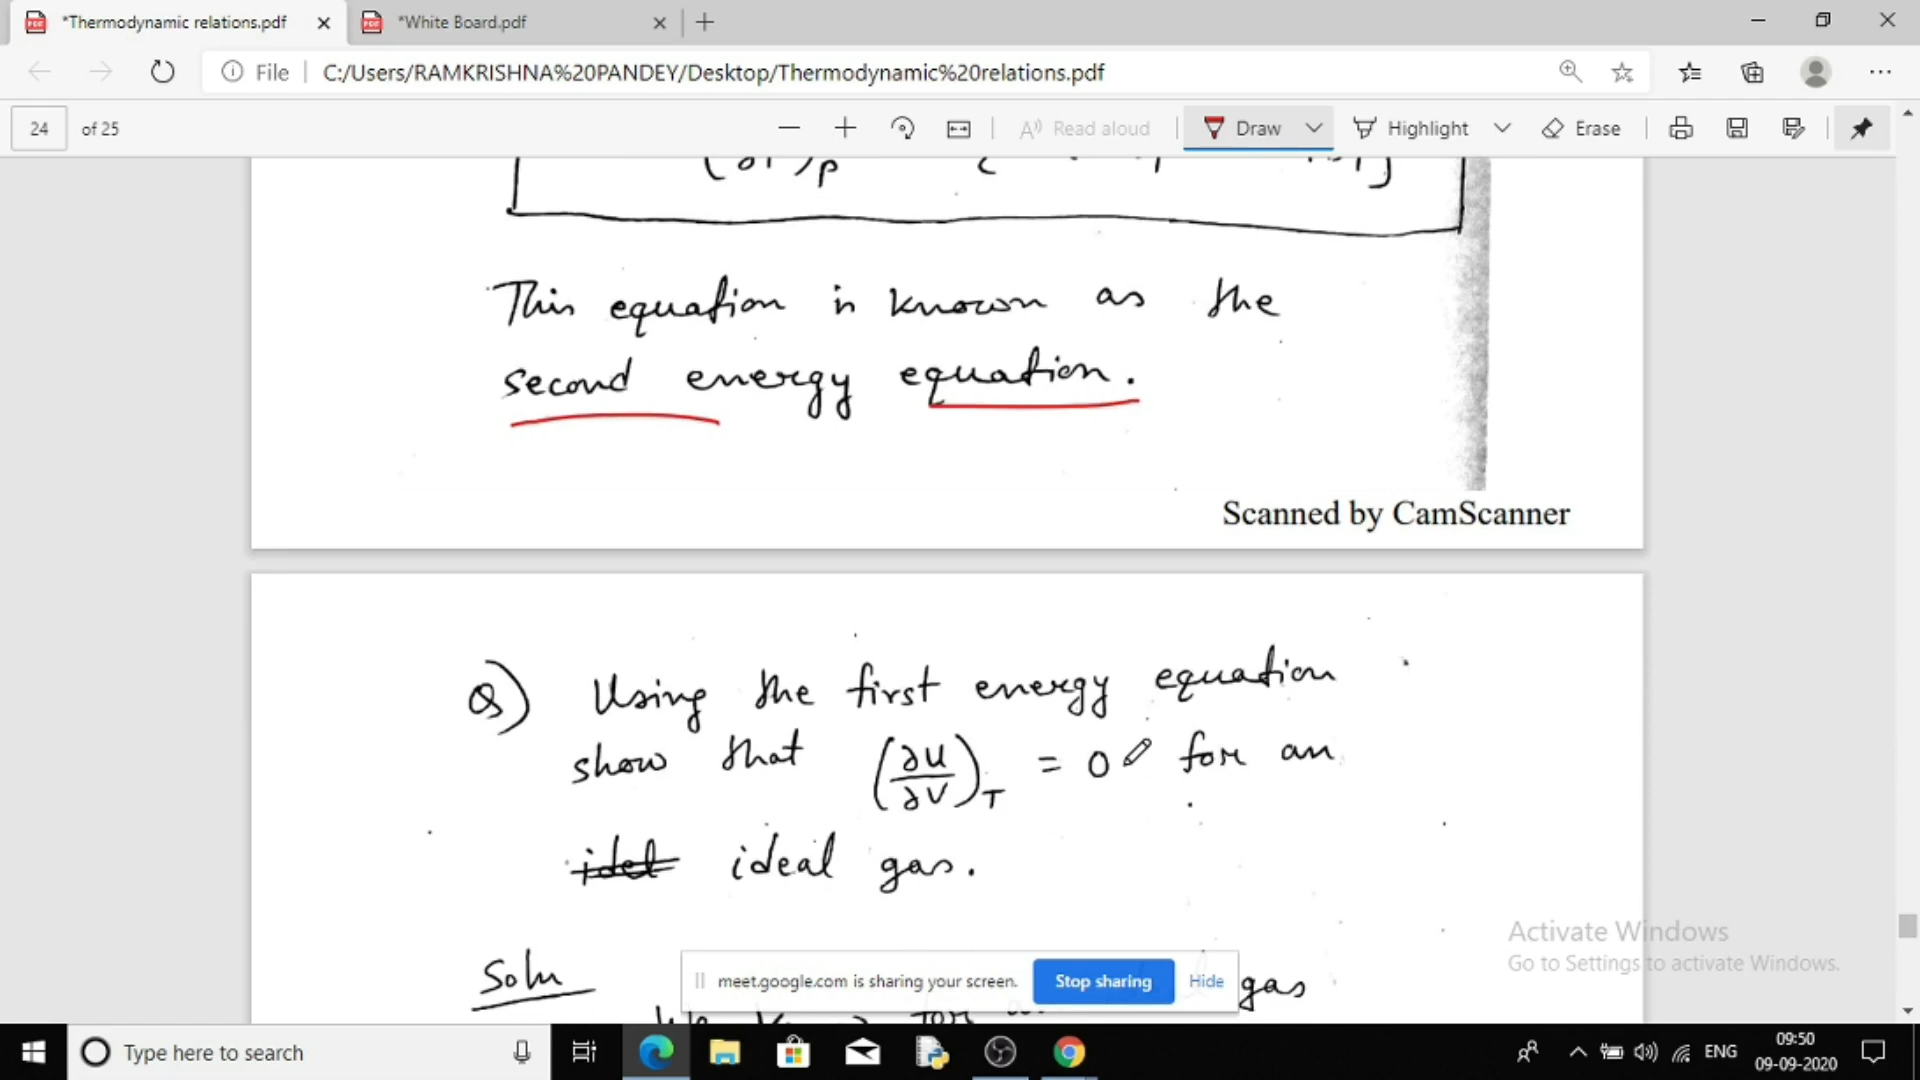 *Thermodynamic relations.pdf
*White Board.pdf
File
C:/Users/RAMKRISHNA%20PANDEY/Desktop/Thermodynamic%20relations.pdf
24 of 25
Read aloud
Draw
Highlight
Erase
This equation is known as the
second energy equation.
Scanned by CamScanner
Q) Using the first energy equation
show that (∂U/∂V)_T = 0 for an
ideal gas.
Soln
gas
meet.google.com is sharing your screen. Stop sharing Hide
Activate Windows
Go to Settings to activate Windows.
Type here to search
ENG
09:50
09-09-2020